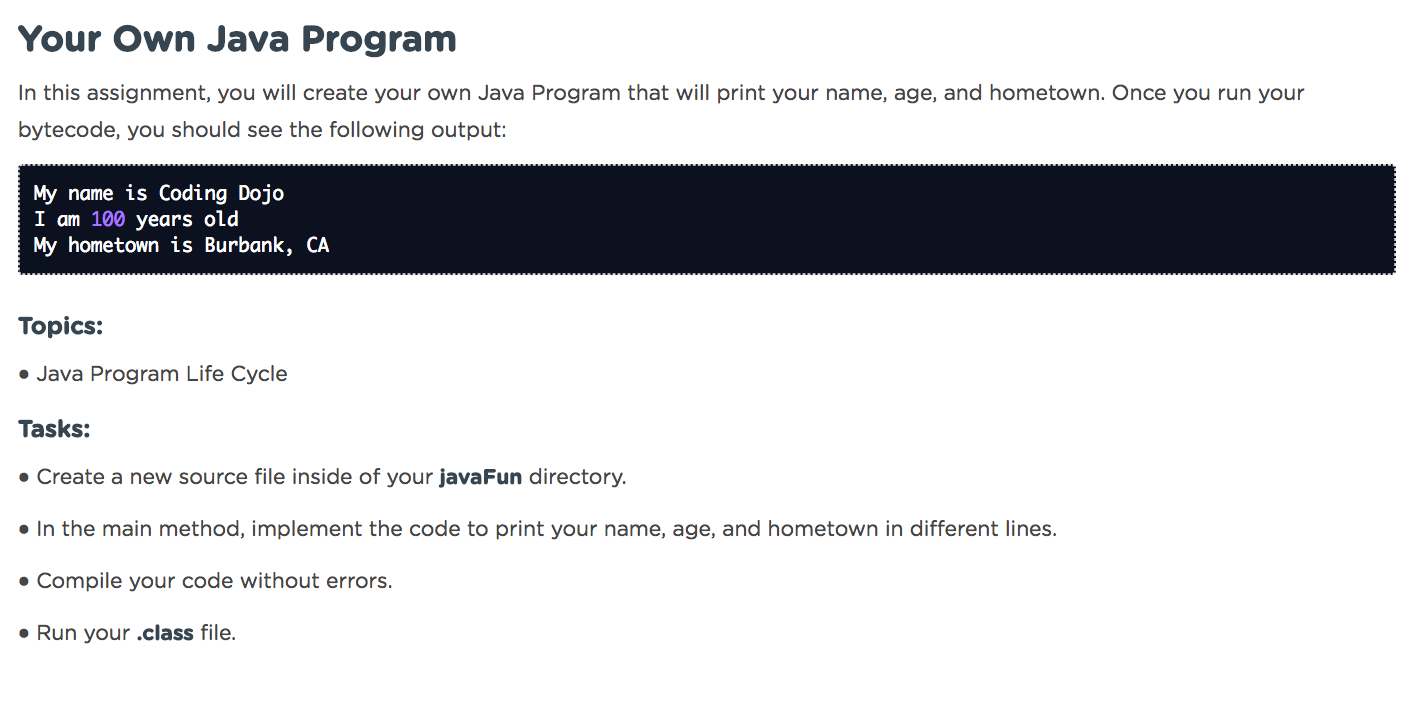 Your Own Java Program
In this assignment, you will create your own Java Program that will print your name, age, and hometown. Once you run your
bytecode, you should see the following output:
My name is Coding Dojo
I am 100 years old
My hometown is Burbank, CA
Topics:
• Java Program Life Cycle
Tasks:
• Create a new source file inside of your javaFun directory.
• In the main method, implement the code to print your name, age, and hometown in different lines.
• Compile your code without errors.
• Run your .class file.